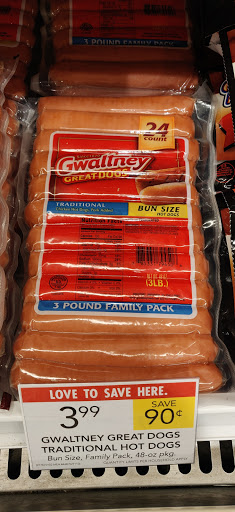 3 POUND FAMILY PACK
24
count
Gwaltney
GREAT DOGS
TRADITIONAL
BUN SIZE
HOT DOGS
(3LB.)
3 POUND FAMILY PACK
LOVE TO SAVE HERE.
3.99
SAVE
90¢
GWALTNEY GREAT DOGS
TRADITIONAL HOT DOGS
Bun Size, Family Pack, 48-oz pkg.